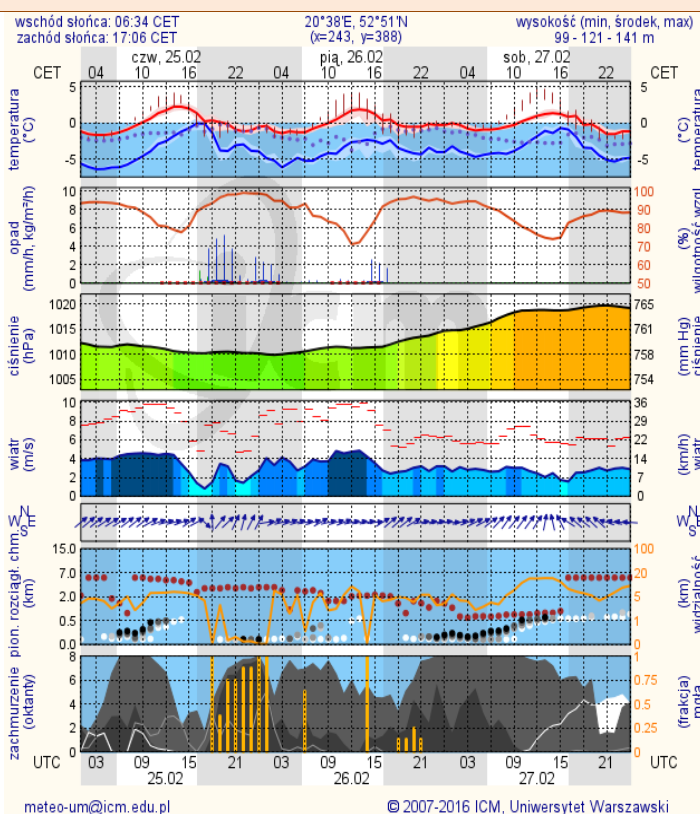 wschód słońca: 06:34 CET 20°38'E, 52°51'N wysokość (min, środek, max)
zachód słońca: 17:06 CET (x=243, y=388) 99 - 121 - 141 m
czw, 25.02 pią, 26.02 sob, 27.02
CET 04 10 16 22 04 10 16 22 04 10 16 22 CET
temperatura (°C)
5 0 -5
5 0 -5
temperatura (°C)
opad (mm/h, kg/m²/h)
10 8 6 4 2 0
100 90 80 70 60 50
(%) wilgotność wzgl.
ciśnienie (hPa)
1020 1015 1010 1005
765 761 758 754
(mm Hg) ciśnienie
wiatr (m/s)
10 8 6 4 2 0
36 29 22 14 7 0
(km/h) wiatr
N W E S
N W E S
pion. rozciągł. chm. (km)
15.0 7.0 2.0 0.5 0.0
100 20 5 1 0
(km) widzialność
zachmurzenie (oktanty)
8 6 4 2 0
1 0.75 0.5 0.25 0
(frakcja) mgła
UTC 03 09 15 21 03 09 15 21 03 09 15 21 UTC
25.02 26.02 27.02
icm
meteo-um@icm.edu.pl © 2007-2016 ICM, Uniwersytet Warszawski